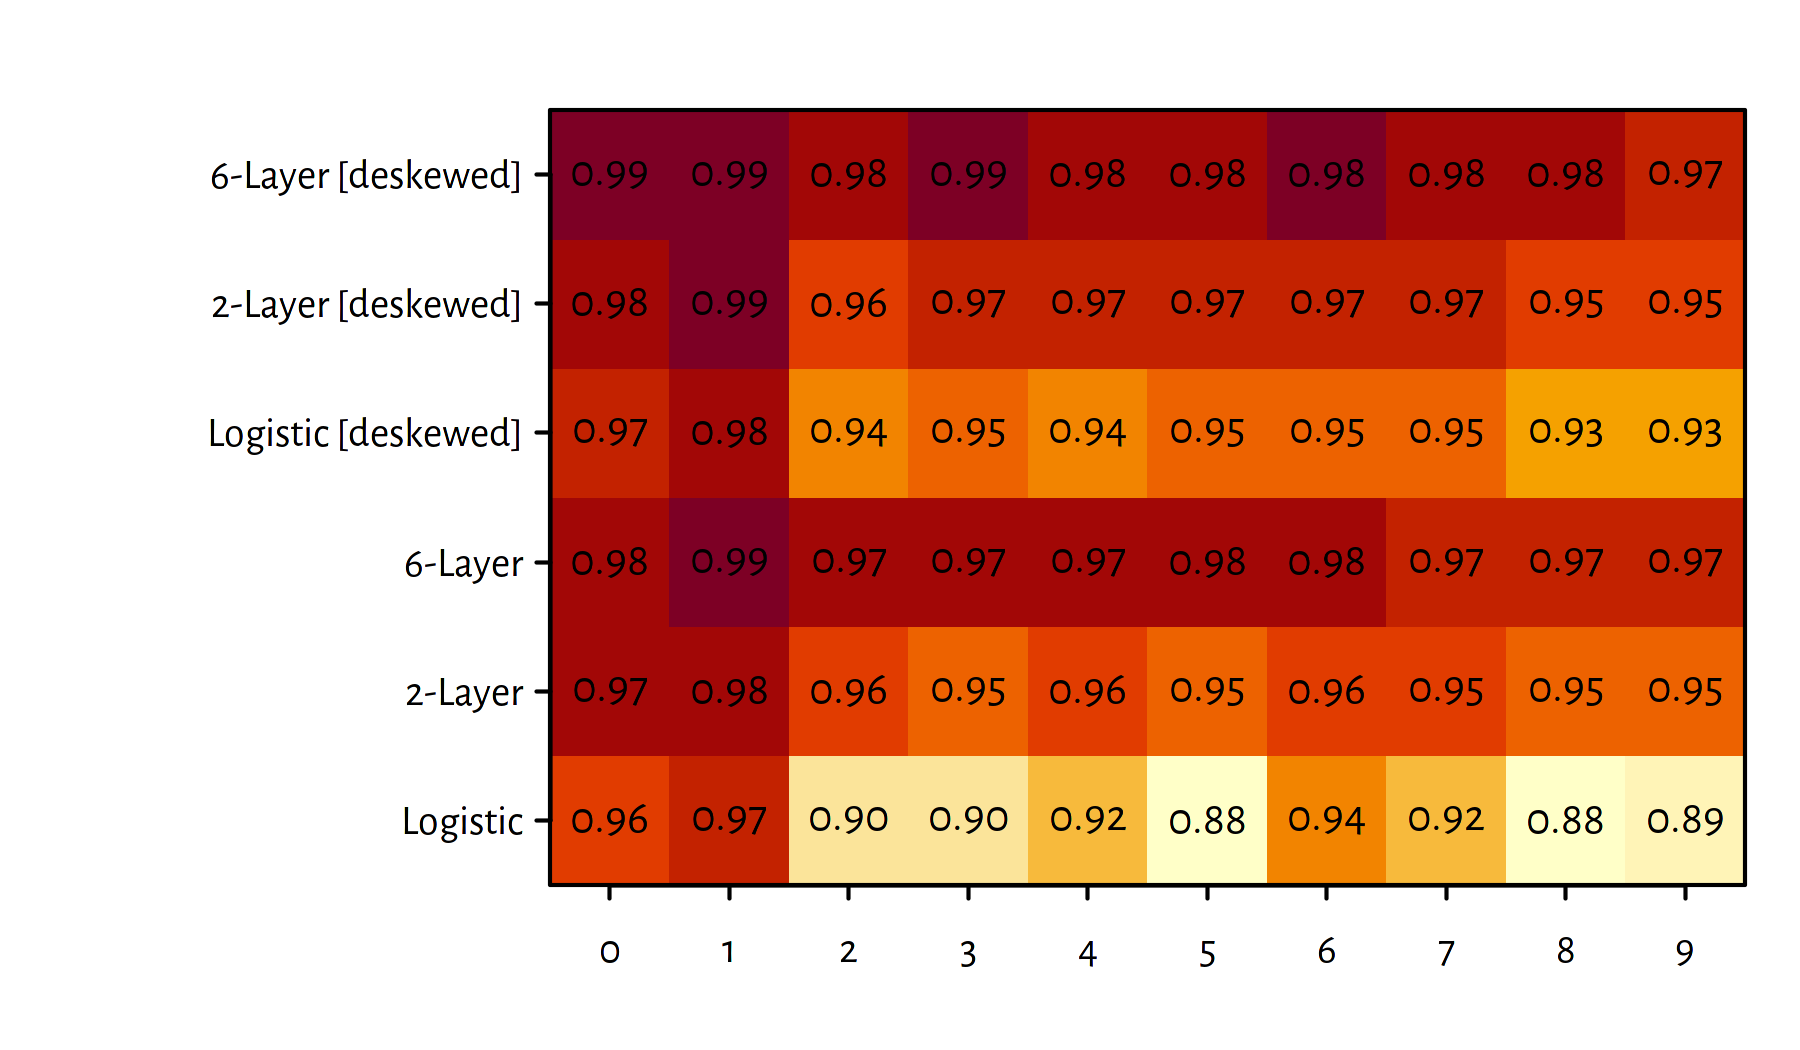 6-Layer [deskewed] 0.99 0.99 0.98 0.99 0.98 0.98 0.98 0.98 0.98 0.97
2-Layer [deskewed] 0.98 0.99 0.96 0.97 0.97 0.97 0.97 0.97 0.95 0.95
Logistic [deskewed] 0.97 0.98 0.94 0.95 0.94 0.95 0.95 0.95 0.93 0.93
6-Layer 0.98 0.99 0.97 0.97 0.97 0.98 0.98 0.97 0.97 0.97
2-Layer 0.97 0.98 0.96 0.95 0.96 0.95 0.96 0.95 0.95 0.95
Logistic 0.96 0.97 0.90 0.90 0.92 0.88 0.94 0.92 0.88 0.89
0 1 2 3 4 5 6 7 8 9